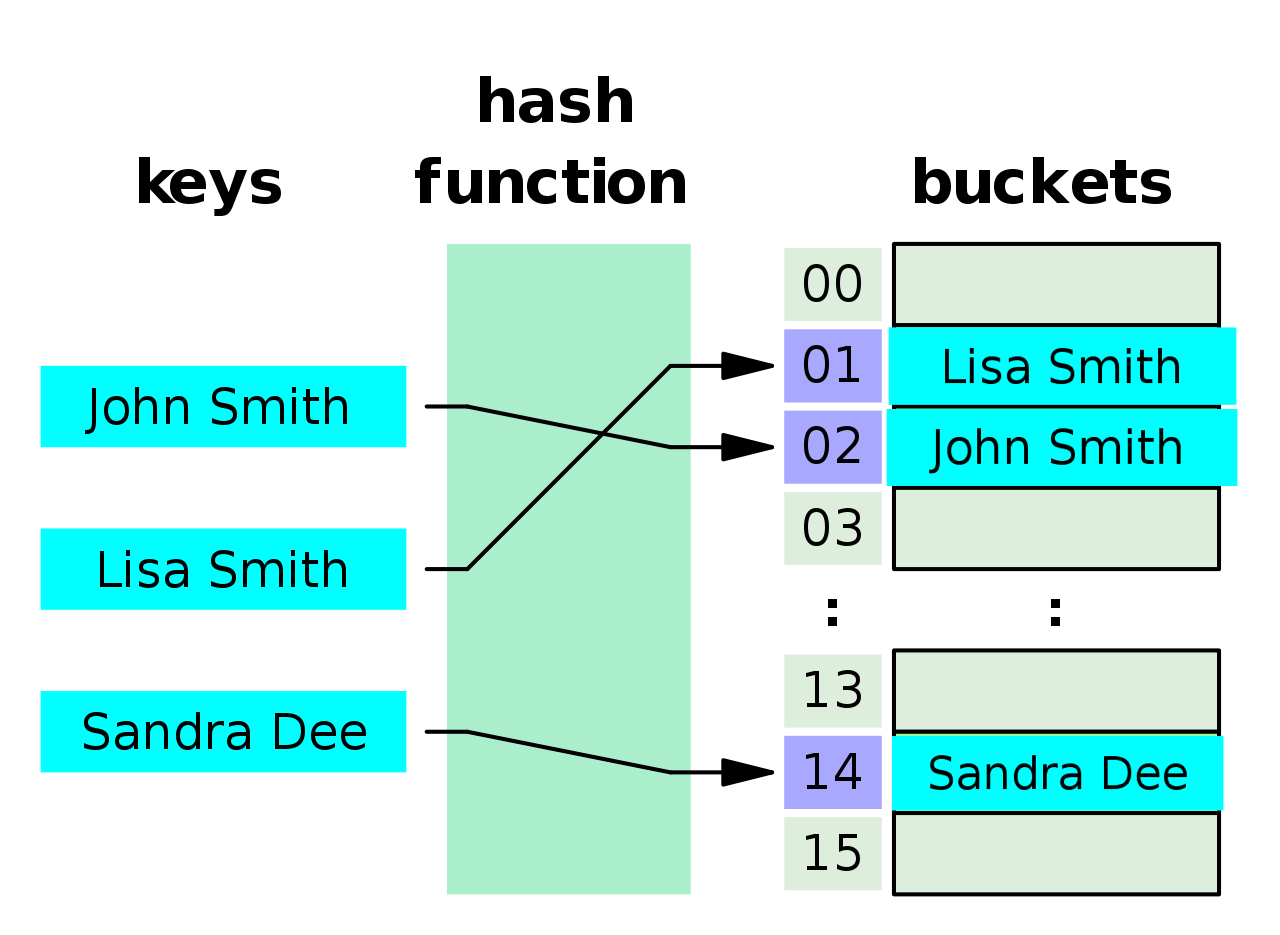 hash
function
keys
buckets
John Smith
Lisa Smith
Sandra Dee
00
01 Lisa Smith
02 John Smith
03
: :
13
14 Sandra Dee
15